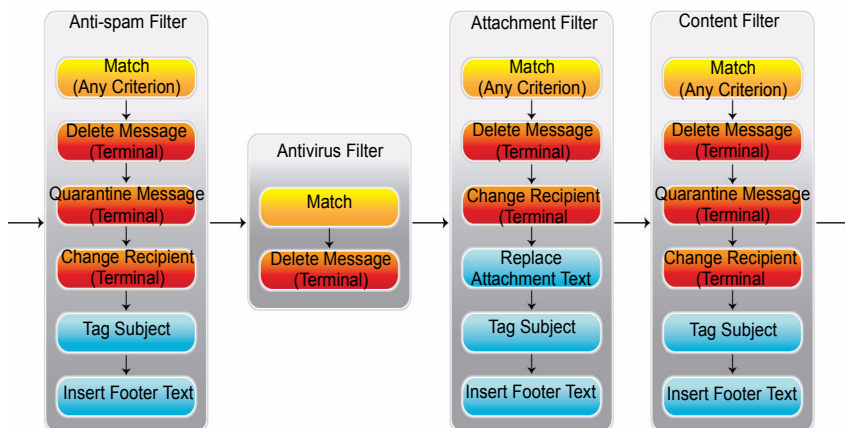 Anti-spam Filter
Match
(Any Criterion)
Delete Message
(Terminal)
Quarantine Message
(Terminal)
Change Recipient
(Terminal)
Tag Subject
Insert Footer Text
Antivirus Filter
Match
Delete Message
(Terminal)
Attachment Filter
Match
(Any Criterion)
Delete Message
(Terminal)
Change Recipient
(Terminal
Replace
Attachment Text
Tag Subject
Insert Footer Text
Content Filter
Match
(Any Criterion)
Delete Message
(Terminal)
Quarantine Message
(Terminal)
Change Recipient
(Terminal
Tag Subject
Insert Footer Text